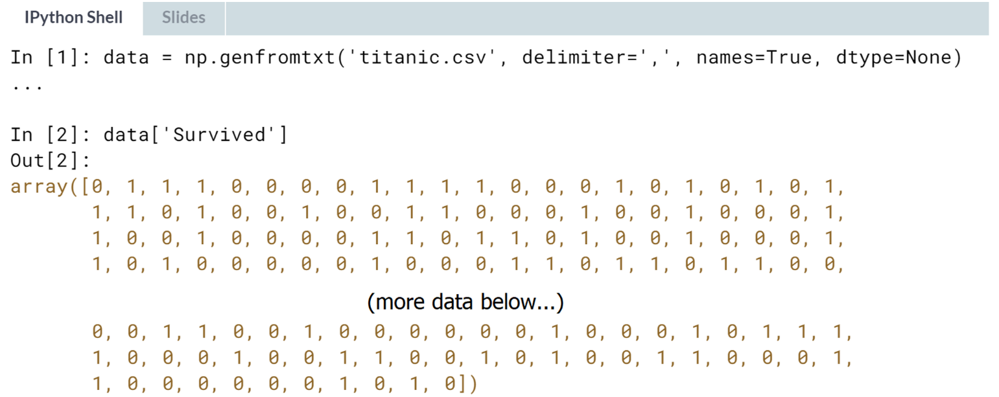 IPython Shell
Slides
In [1]: data = np.genfromtxt('titanic.csv', delimiter=',', names=True, dtype=None)
...
In [2]: data['Survived']
Out[2]:
array([0, 1, 1, 1, 0, 0, 0, 0, 1, 1, 1, 1, 0, 0, 0, 1, 0, 1, 0, 1, 0, 1,
1, 1, 0, 1, 0, 0, 1, 0, 0, 1, 1, 0, 0, 0, 1, 0, 0, 1, 0, 0, 0, 1,
1, 0, 0, 1, 0, 0, 0, 0, 1, 1, 0, 1, 1, 0, 1, 0, 0, 1, 0, 0, 0, 1,
1, 0, 1, 0, 0, 0, 0, 0, 1, 0, 0, 0, 1, 1, 0, 1, 1, 0, 1, 1, 0, 0,
(more data below...)
0, 0, 1, 1, 0, 0, 1, 0, 0, 0, 0, 0, 0, 1, 0, 0, 0, 1, 0, 1, 1, 1,
1, 0, 0, 0, 1, 0, 0, 1, 1, 0, 0, 1, 0, 1, 0, 0, 1, 1, 0, 0, 0, 1,
1, 0, 0, 0, 0, 0, 0, 1, 0, 1, 0])